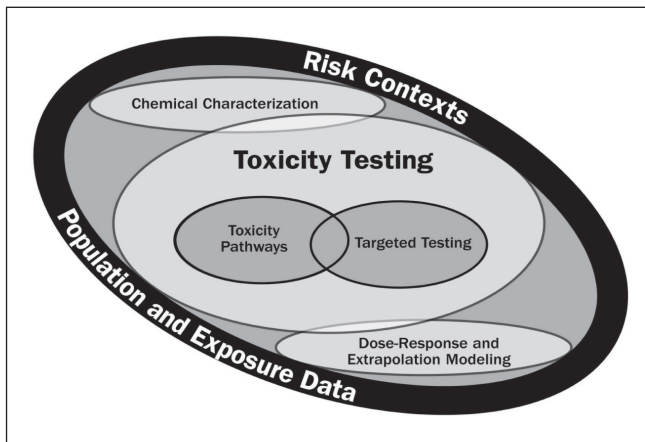 Risk Contexts
Chemical Characterization
Toxicity Testing
Toxicity
Pathways
Targeted Testing
Dose-Response and
Extrapolation Modeling
Population and Exposure Data